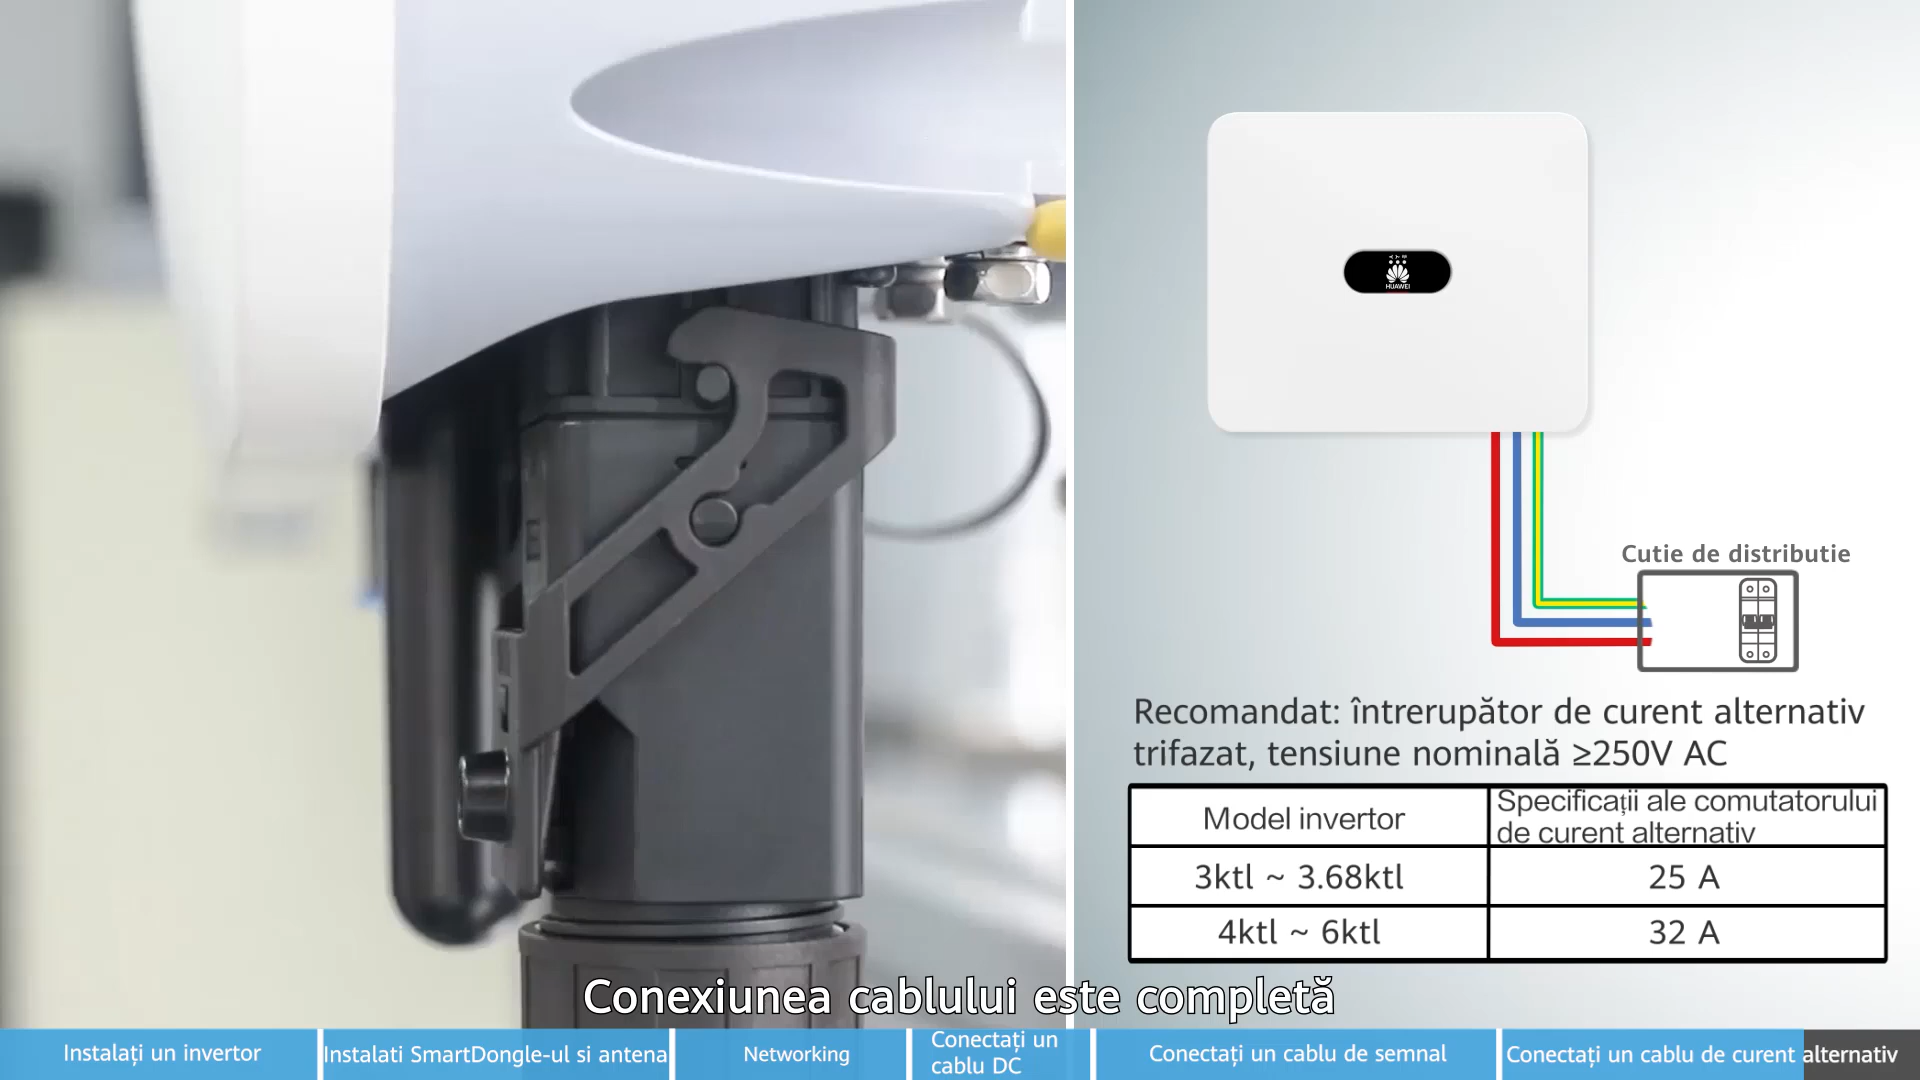 HUAWEI
Cutie de distributie
Recomandat: întrerupător de curent alternativ
trifazat, tensiune nominală ≥250V AC
Model invertor
Specificații ale comutatorului
de curent alternativ
3ktl ~ 3.68ktl
25 A
4ktl ~ 6ktl
32 A
Conexiunea cablului este completă
Instalați un invertor
Instalati SmartDongle-ul si antena
Networking
Conectați un
cablu DC
Conectați un cablu de semnal
Conectați un cablu de curent alternativ